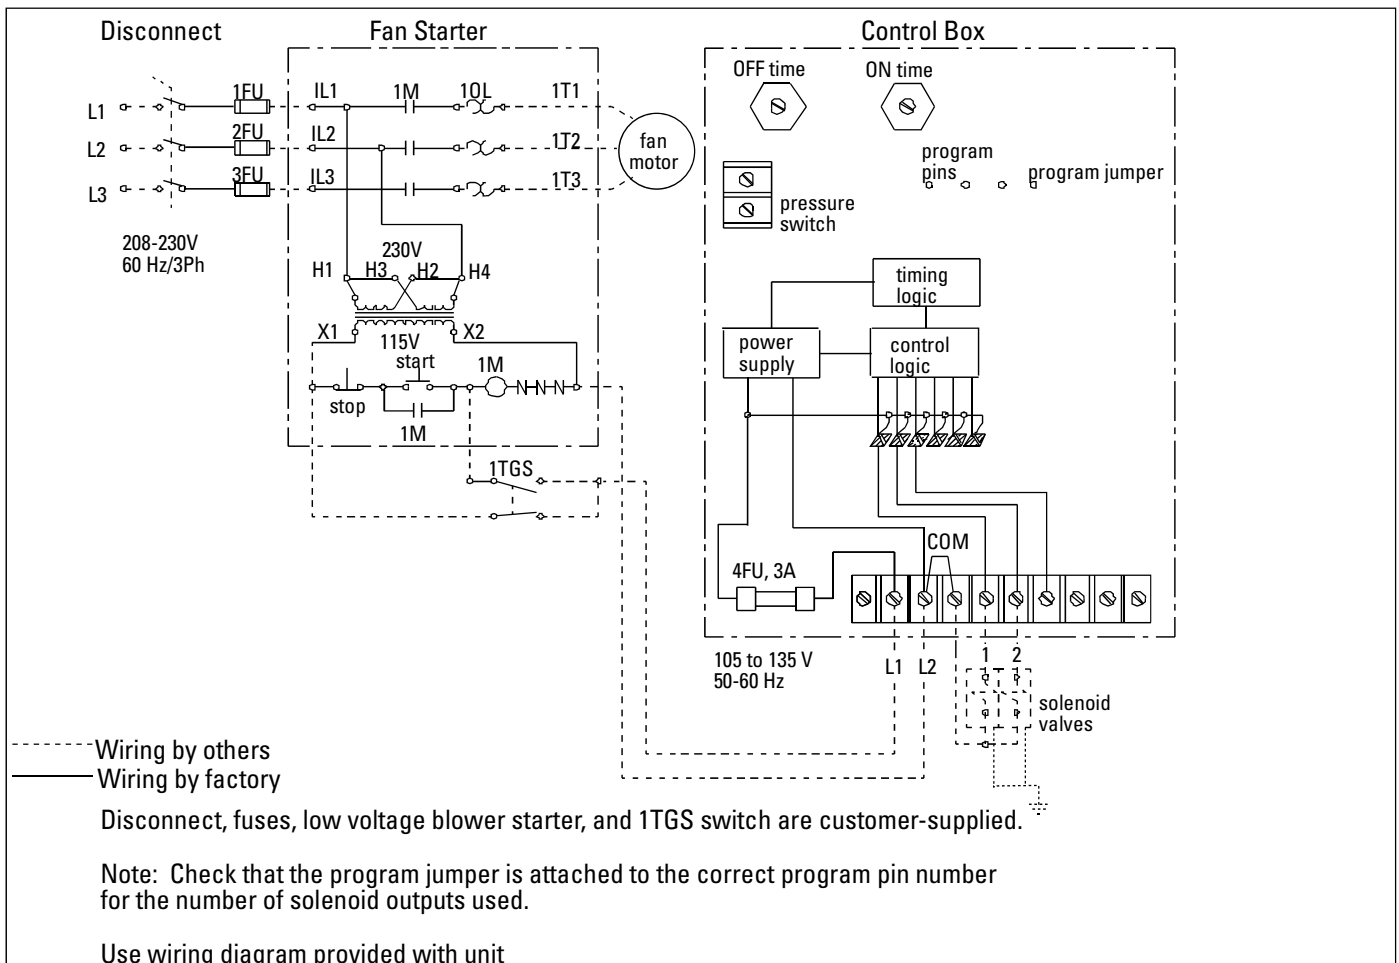 Disconnect
Fan Starter
Control Box
OFF time
ON time
1FU
IL1
1M
10L
1T1
L1
2FU
IL2
1T2
L2
3FU
IL3
1T3
L3
fan
motor
program
pins
program jumper
pressure
switch
208-230V
60 Hz/3Ph
230V
H1
H3
H2
H4
timing
logic
X1
115V
X2
start
1M
power
supply
control
logic
stop
1M
1TGS
COM
4FU, 3A
105 to 135 V
50-60 Hz
L1
L2
1
2
solenoid
valves
Wiring by others
Wiring by factory
Disconnect, fuses, low voltage blower starter, and 1TGS switch are customer-supplied.
Note: Check that the program jumper is attached to the correct program pin number
for the number of solenoid outputs used.
Use wiring diagram provided with unit